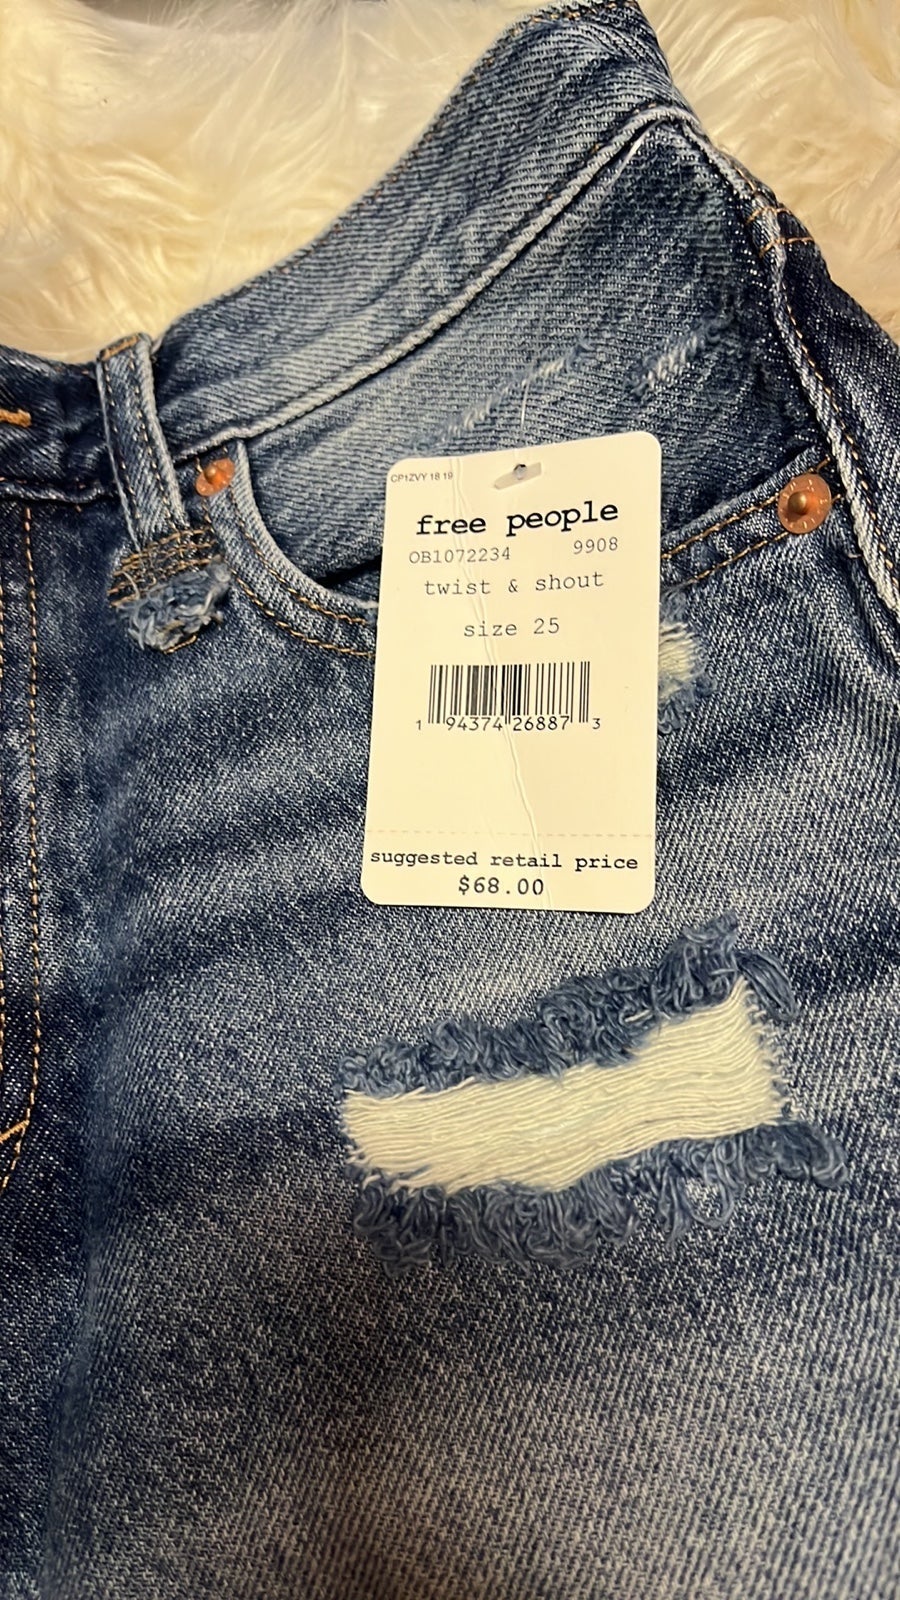 CP1ZVY 18 19
free people
OB1072234 9908
twist & shout
size 25
1 94374 26887 3
suggested retail price
$68.00